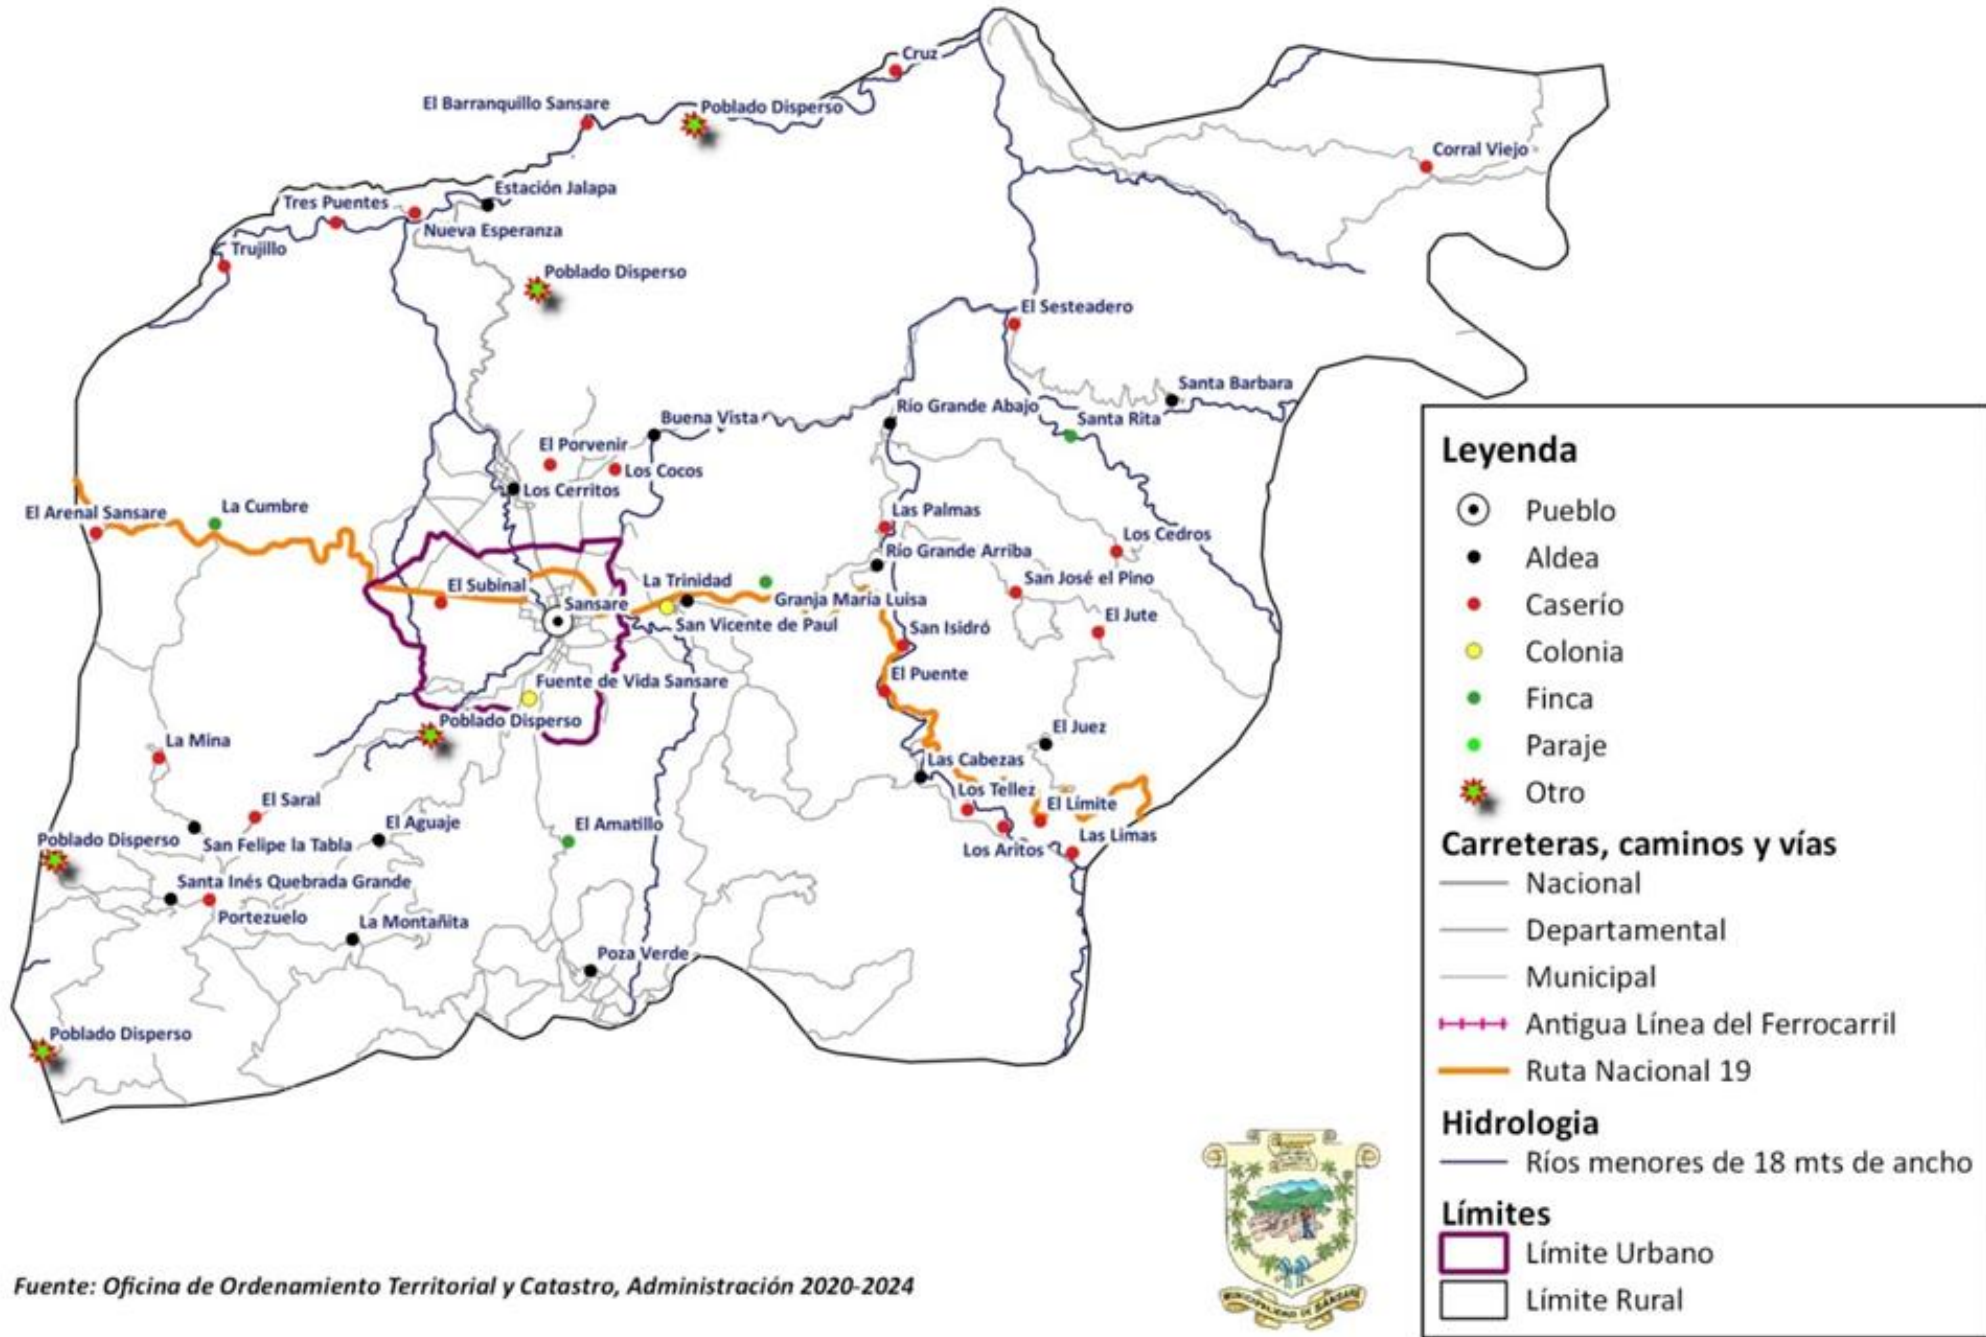 Cruz
El Barranquillo Sansare
Poblado Disperso
Corral Viejo
Estación Jalapa
Tres Puentes
Nueva Esperanza
Trujillo
Poblado Disperso
El Sesteadero
Santa Barbara
Río Grande Abajo
Santa Rita
Buena Vista
El Porvenir
Los Cocos
Los Cerritos
La Cumbre
El Arenal Sansare
Las Palmas
Los Cedros
Río Grande Arriba
San José el Pino
La Trinidad
El Subinal
Granja María Luisa
Sansare
El Jute
San Vicente de Paul
San Isidró
El Puente
Fuente de Vida Sansare
Poblado Disperso
El Juez
La Mina
Las Cabezas
Los Tellez
El Límite
El Saral
El Aguaje
El Amatillo
Las Limas
Poblado Disperso
San Felipe la Tabla
Los Aritos
Santa Inés Quebrada Grande
Portezuelo
La Montañita
Poza Verde
Poblado Disperso
Leyenda
Pueblo
Aldea
Caserío
Colonia
Finca
Paraje
Otro
Carreteras, caminos y vías
Nacional
Departamental
Municipal
Antigua Línea del Ferrocarril
Ruta Nacional 19
Hidrologia
Ríos menores de 18 mts de ancho
Límites
Límite Urbano
Límite Rural
MUNICIPALIDAD DE SANSARE
Fuente: Oficina de Ordenamiento Territorial y Catastro, Administración 2020-2024